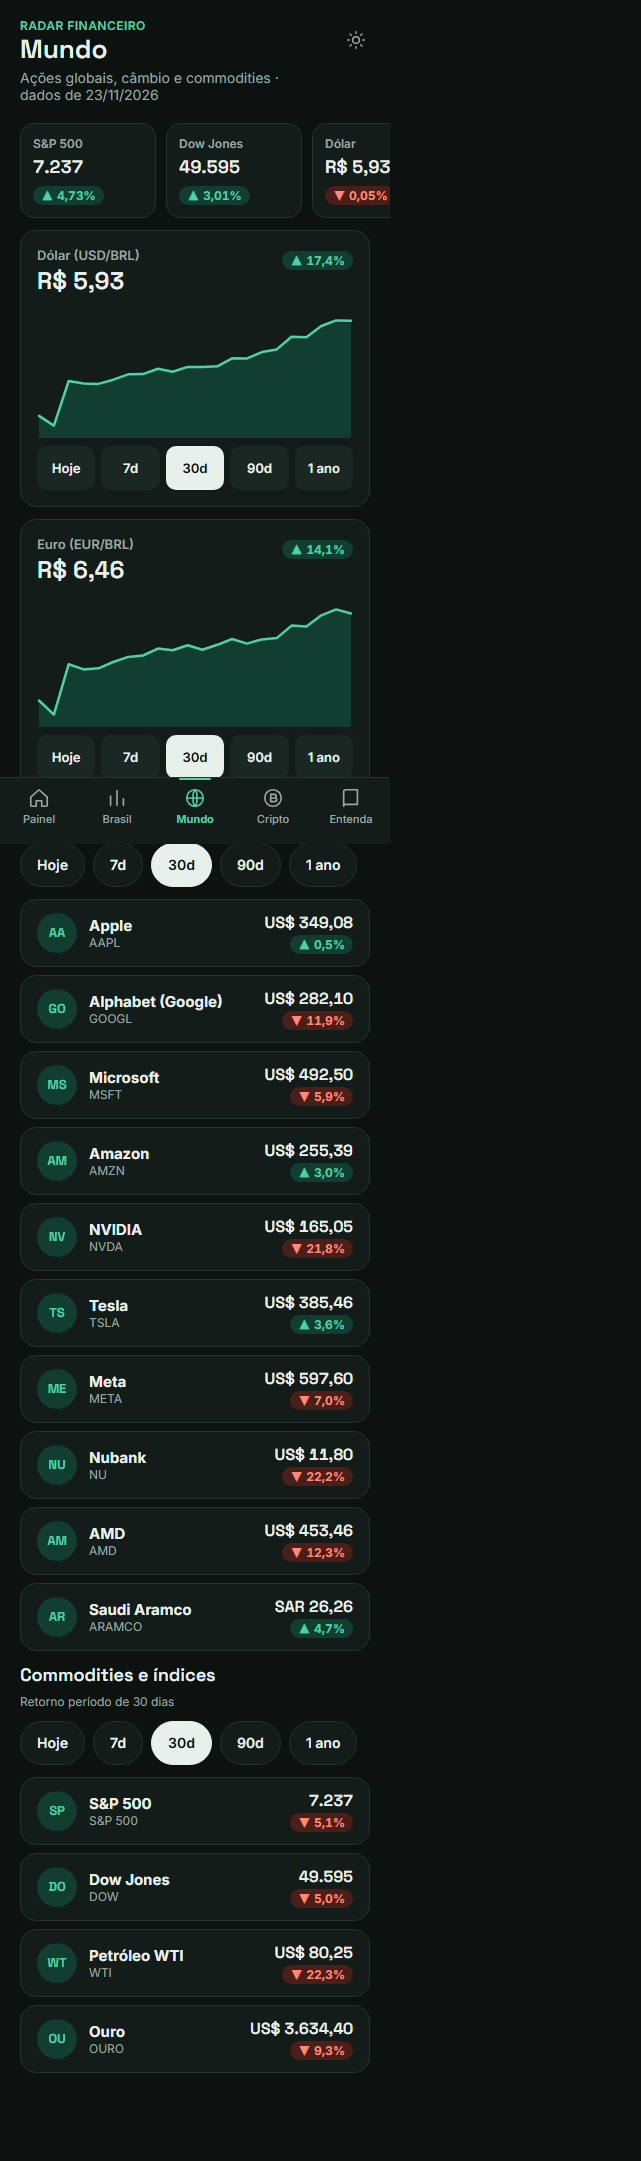 RADAR FINANCEIRO
Mundo
Ações globais, câmbio e commodities ·
dados de 23/11/2026
S&P 500
7.237
▲ 4,73%
Dow Jones
49.595
▲ 3,01%
Dólar
R$ 5,93
▼ 0,05%
Dólar (USD/BRL)
R$ 5,93
▲ 17,4%
Hoje 7d 30d 90d 1 ano
Euro (EUR/BRL)
R$ 6,46
▲ 14,1%
Hoje 7d 30d 90d 1 ano
Painel Brasil Mundo Cripto Entenda
Hoje 7d 30d 90d 1 ano
AA
Apple
AAPL
US$ 349,08
▲ 0,5%
GO
Alphabet (Google)
GOOGL
US$ 282,10
▼ 11,9%
MS
Microsoft
MSFT
US$ 492,50
▼ 5,9%
AM
Amazon
AMZN
US$ 255,39
▲ 3,0%
NV
NVIDIA
NVDA
US$ 165,05
▼ 21,8%
TS
Tesla
TSLA
US$ 385,46
▲ 3,6%
ME
Meta
META
US$ 597,60
▼ 7,0%
NU
Nubank
NU
US$ 11,80
▼ 22,2%
AM
AMD
AMD
US$ 453,46
▼ 12,3%
AR
Saudi Aramco
ARAMCO
SAR 26,26
▲ 4,7%
Commodities e índices
Retorno período de 30 dias
Hoje 7d 30d 90d 1 ano
SP
S&P 500
S&P 500
7.237
▼ 5,1%
DO
Dow Jones
DOW
49.595
▼ 5,0%
WT
Petróleo WTI
WTI
US$ 80,25
▼ 22,3%
OU
Ouro
OURO
US$ 3.634,40
▼ 9,3%